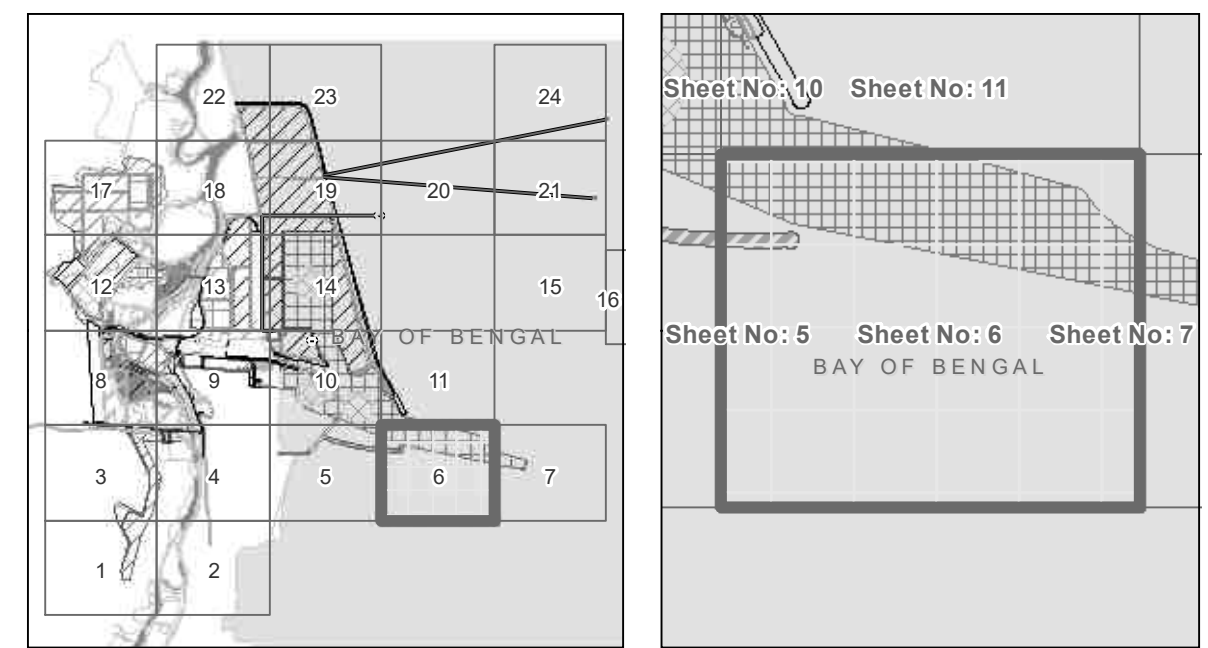 22 23 24
17 18 19 20 21
12 13 14 15 16
BAY OF BENGAL
8 9 10 11
3 4 5 6 7
1 2
Sheet No: 10 Sheet No: 11
Sheet No: 5 Sheet No: 6 Sheet No: 7
BAY OF BENGAL